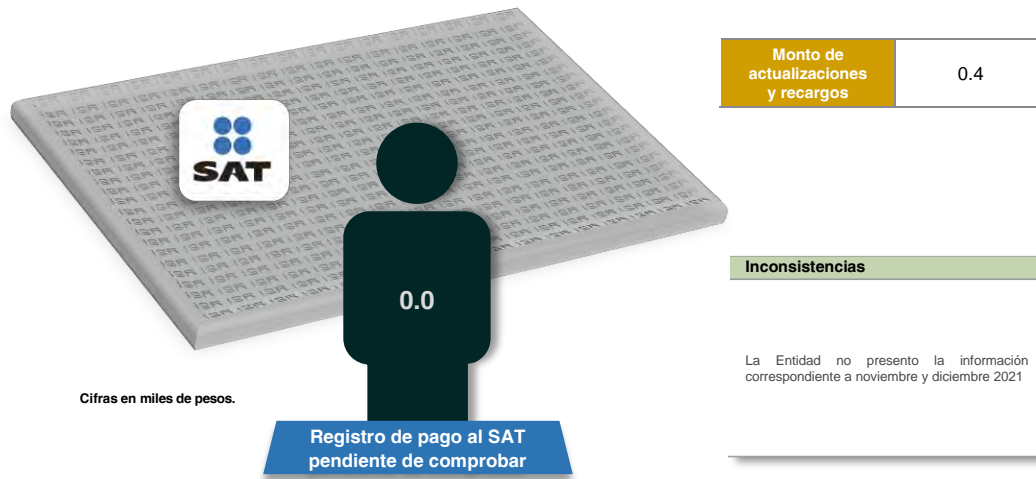 SAT
0.0
Cifras en miles de pesos.
Registro de pago al SAT
pendiente de comprobar
Monto de
actualizaciones
y recargos
0.4
Inconsistencias
La Entidad no presento la información
correspondiente a noviembre y diciembre 2021